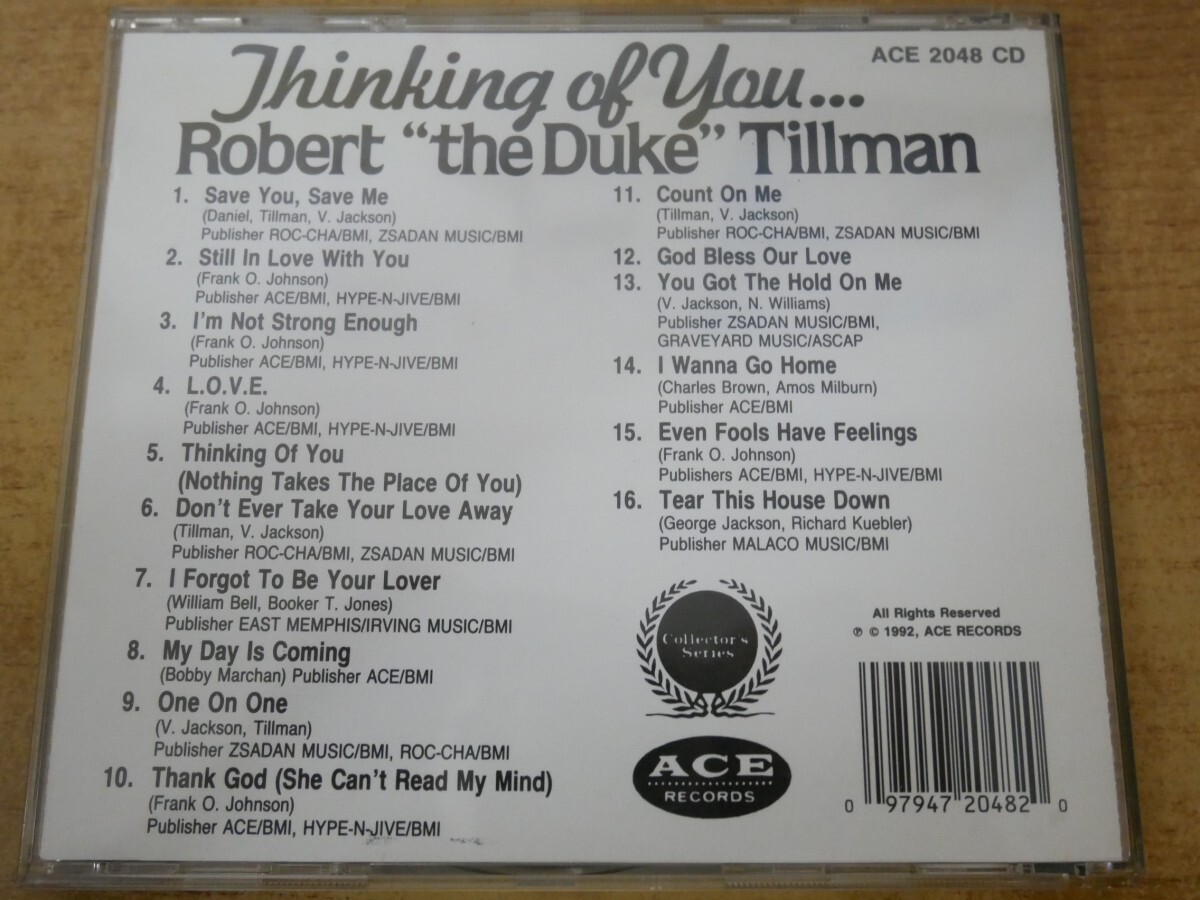 Thinking of You...
ACE 2048 CD
Robert “the Duke” Tillman
1. Save You, Save Me
(Daniel, Tillman, V. Jackson)
Publisher ROC-CHA/BMI, ZSADAN MUSIC/BMI
2. Still In Love With You
(Frank O. Johnson)
Publisher ACE/BMI, HYPE-N-JIVE/BMI
3. I'm Not Strong Enough
(Frank O. Johnson)
Publisher ACE/BMI, HYPE-N-JIVE/BMI
4. L.O.V.E.
(Frank O. Johnson)
Publisher ACE/BMI, HYPE-N-JIVE/BMI
5. Thinking Of You
(Nothing Takes The Place Of You)
6. Don't Ever Take Your Love Away
(Tillman, V. Jackson)
Publisher ROC-CHA/BMI, ZSADAN MUSIC/BMI
7. I Forgot To Be Your Lover
(William Bell, Booker T. Jones)
Publisher EAST MEMPHIS/IRVING MUSIC/BMI
8. My Day Is Coming
(Bobby Marchan) Publisher ACE/BMI
9. One On One
(V. Jackson, Tillman)
Publisher ZSADAN MUSIC/BMI, ROC-CHA/BMI
10. Thank God (She Can't Read My Mind)
(Frank O. Johnson)
Publisher ACE/BMI, HYPE-N-JIVE/BMI
11. Count On Me
(Tillman, V. Jackson)
Publisher ROC-CHA/BMI, ZSADAN MUSIC/BMI
12. God Bless Our Love
13. You Got The Hold On Me
(V. Jackson, N. Williams)
Publisher ZSADAN MUSIC/BMI,
GRAVEYARD MUSIC/ASCAP
14. I Wanna Go Home
(Charles Brown, Amos Milburn)
Publisher ACE/BMI
15. Even Fools Have Feelings
(Frank O. Johnson)
Publishers ACE/BMI, HYPE-N-JIVE/BMI
16. Tear This House Down
(George Jackson, Richard Kuebler)
Publisher MALACO MUSIC/BMI
Collector's
Series
ACE
RECORDS
All Rights Reserved
℗ © 1992, ACE RECORDS
0 97947 20482 0